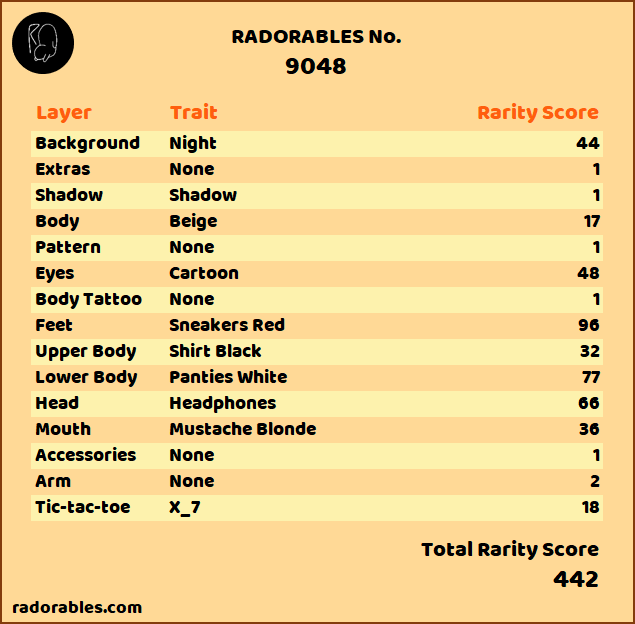 RADORABLES No.
9048
Layer Trait Rarity Score
Background Night 44
Extras None 1
Shadow Shadow 1
Body Beige 17
Pattern None 1
Eyes Cartoon 48
Body Tattoo None 1
Feet Sneakers Red 96
Upper Body Shirt Black 32
Lower Body Panties White 77
Head Headphones 66
Mouth Mustache Blonde 36
Accessories None 1
Arm None 2
Tic-tac-toe X_7 18
Total Rarity Score
442
radorables.com